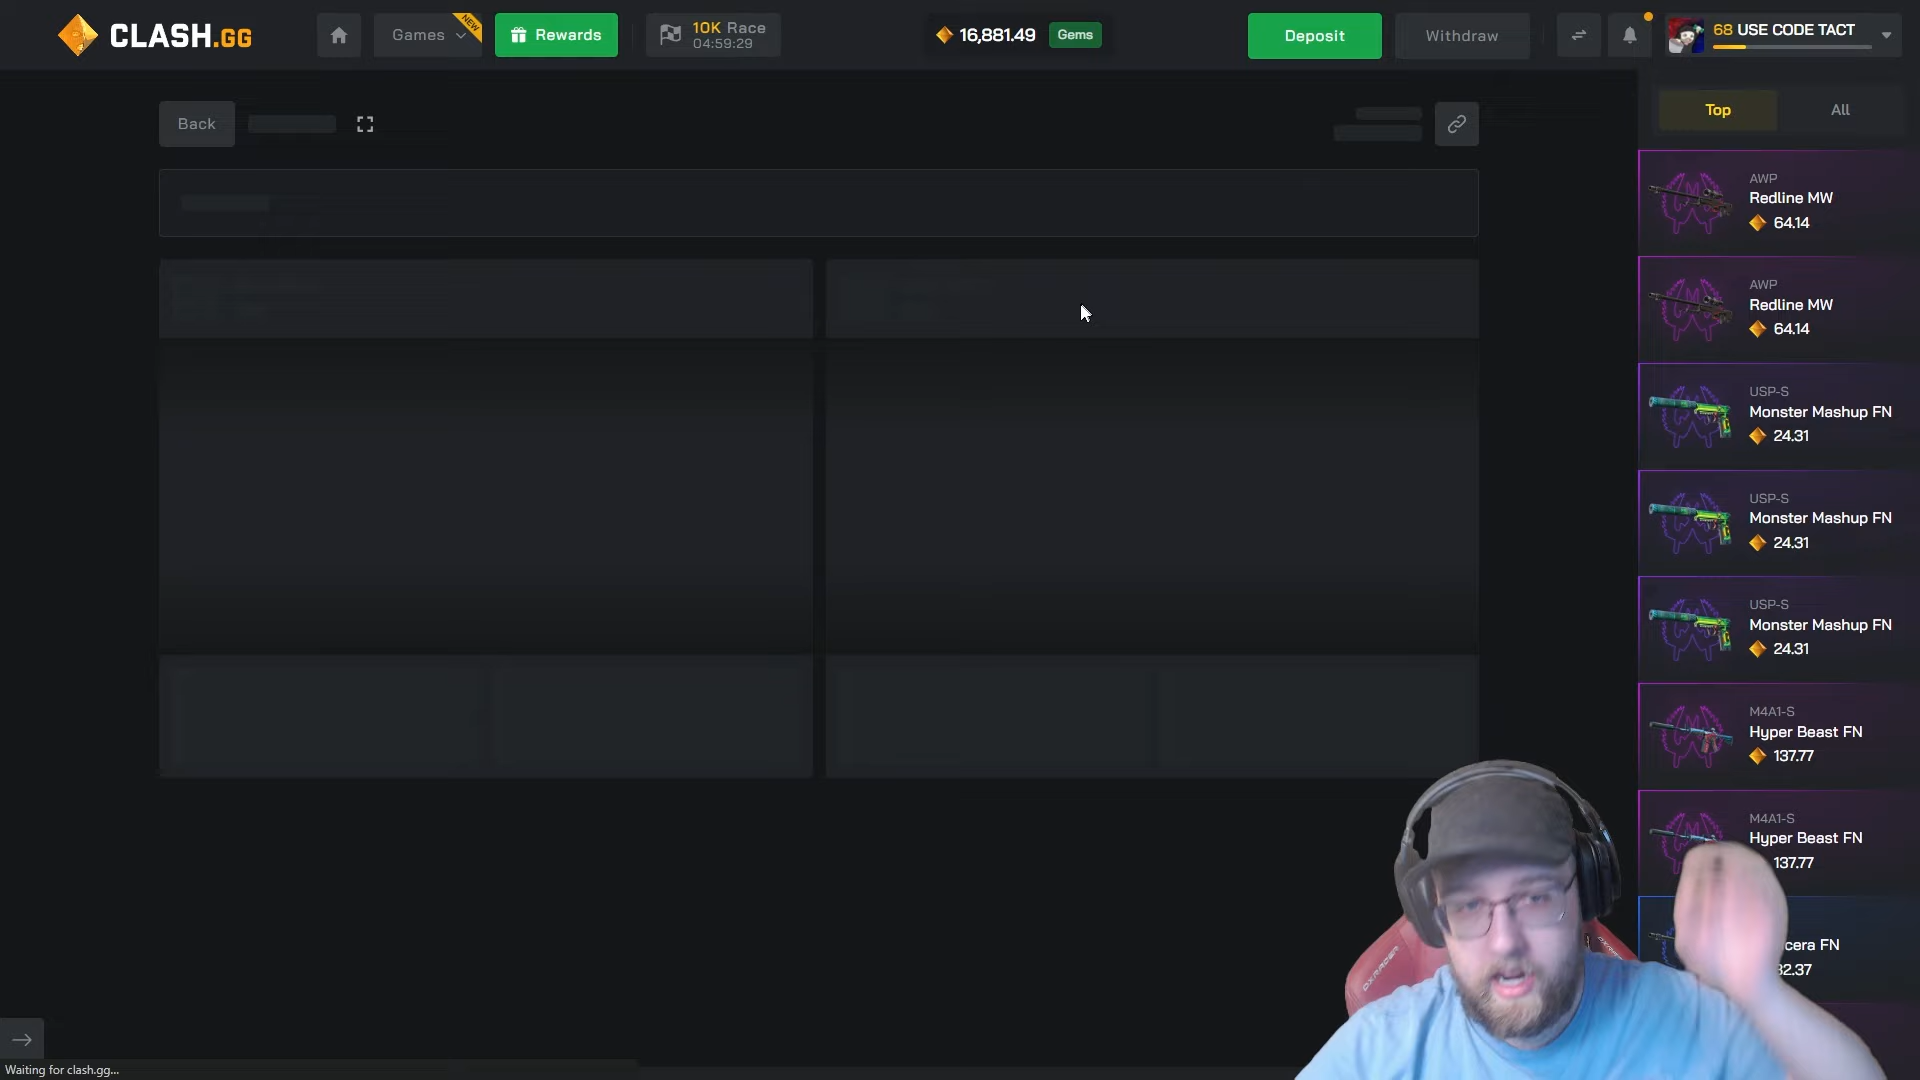 CLASH.GG
Games
NEW
Rewards
10K Race
04:59:29
16,881.49
Gems
Deposit
Withdraw
68 USE CODE TACT
Back
Top
All
AWP
Redline MW
64.14
AWP
Redline MW
64.14
USP-S
Monster Mashup FN
24.31
USP-S
Monster Mashup FN
24.31
USP-S
Monster Mashup FN
24.31
M4A1-S
Hyper Beast FN
137.77
M4A1-S
Hyper Beast FN
137.77
FN
DXRACER
Waiting for clash.gg...